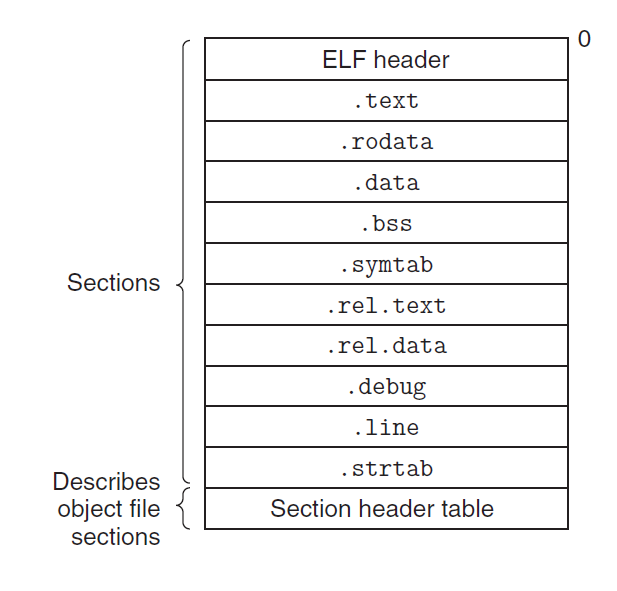 0
ELF header
.text
.rodata
.data
.bss
.symtab
.rel.text
.rel.data
.debug
.line
.strtab
Section header table
Sections
Describes
object file
sections